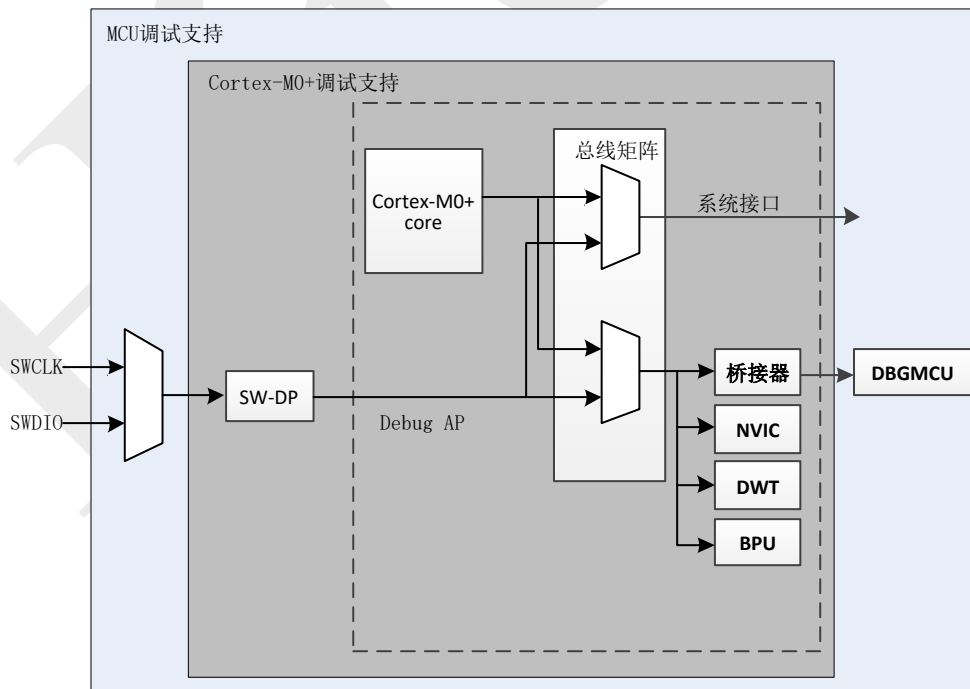 MCU调试支持
Cortex-M0+调试支持
总线矩阵
Cortex-M0+
core
系统接口
SWCLK
SWDIO
SW-DP
Debug AP
桥接器
DBGMCU
NVIC
DWT
BPU